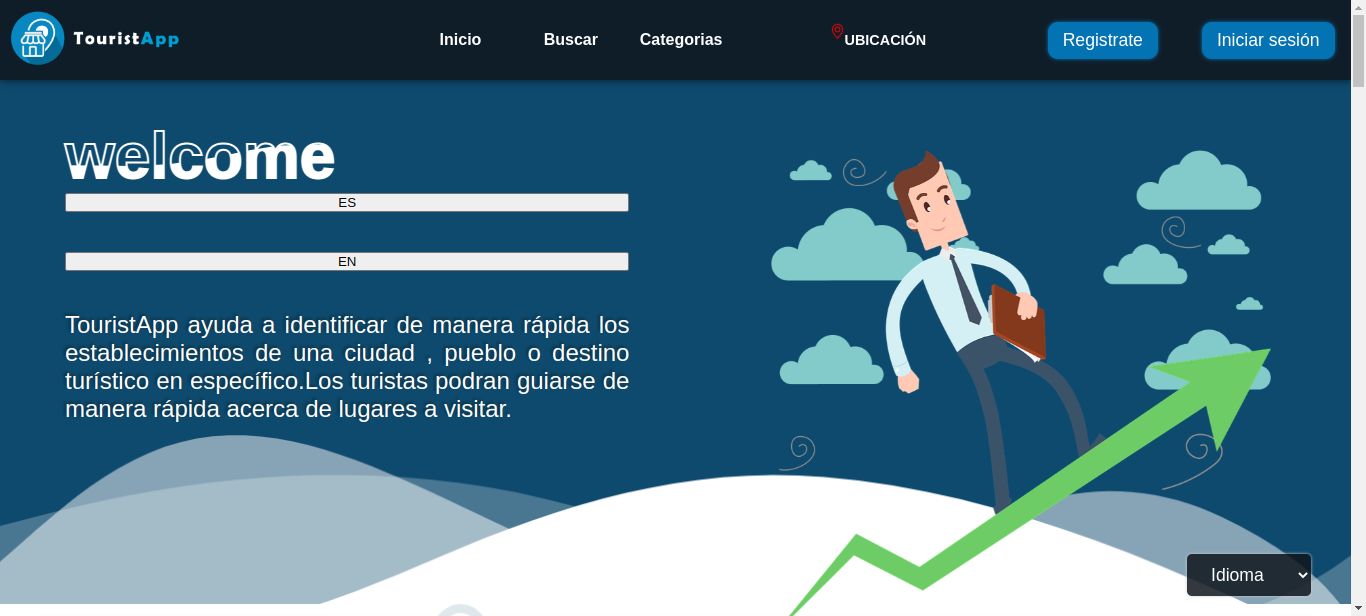 TouristApp
Inicio
Buscar
Categorias
UBICACIÓN
Registrate
Iniciar sesión
welcome
ES
EN
TouristApp ayuda a identificar de manera rápida los
establecimientos de una ciudad , pueblo o destino
turístico en específico.Los turistas podran guiarse de
manera rápida acerca de lugares a visitar.
Idioma